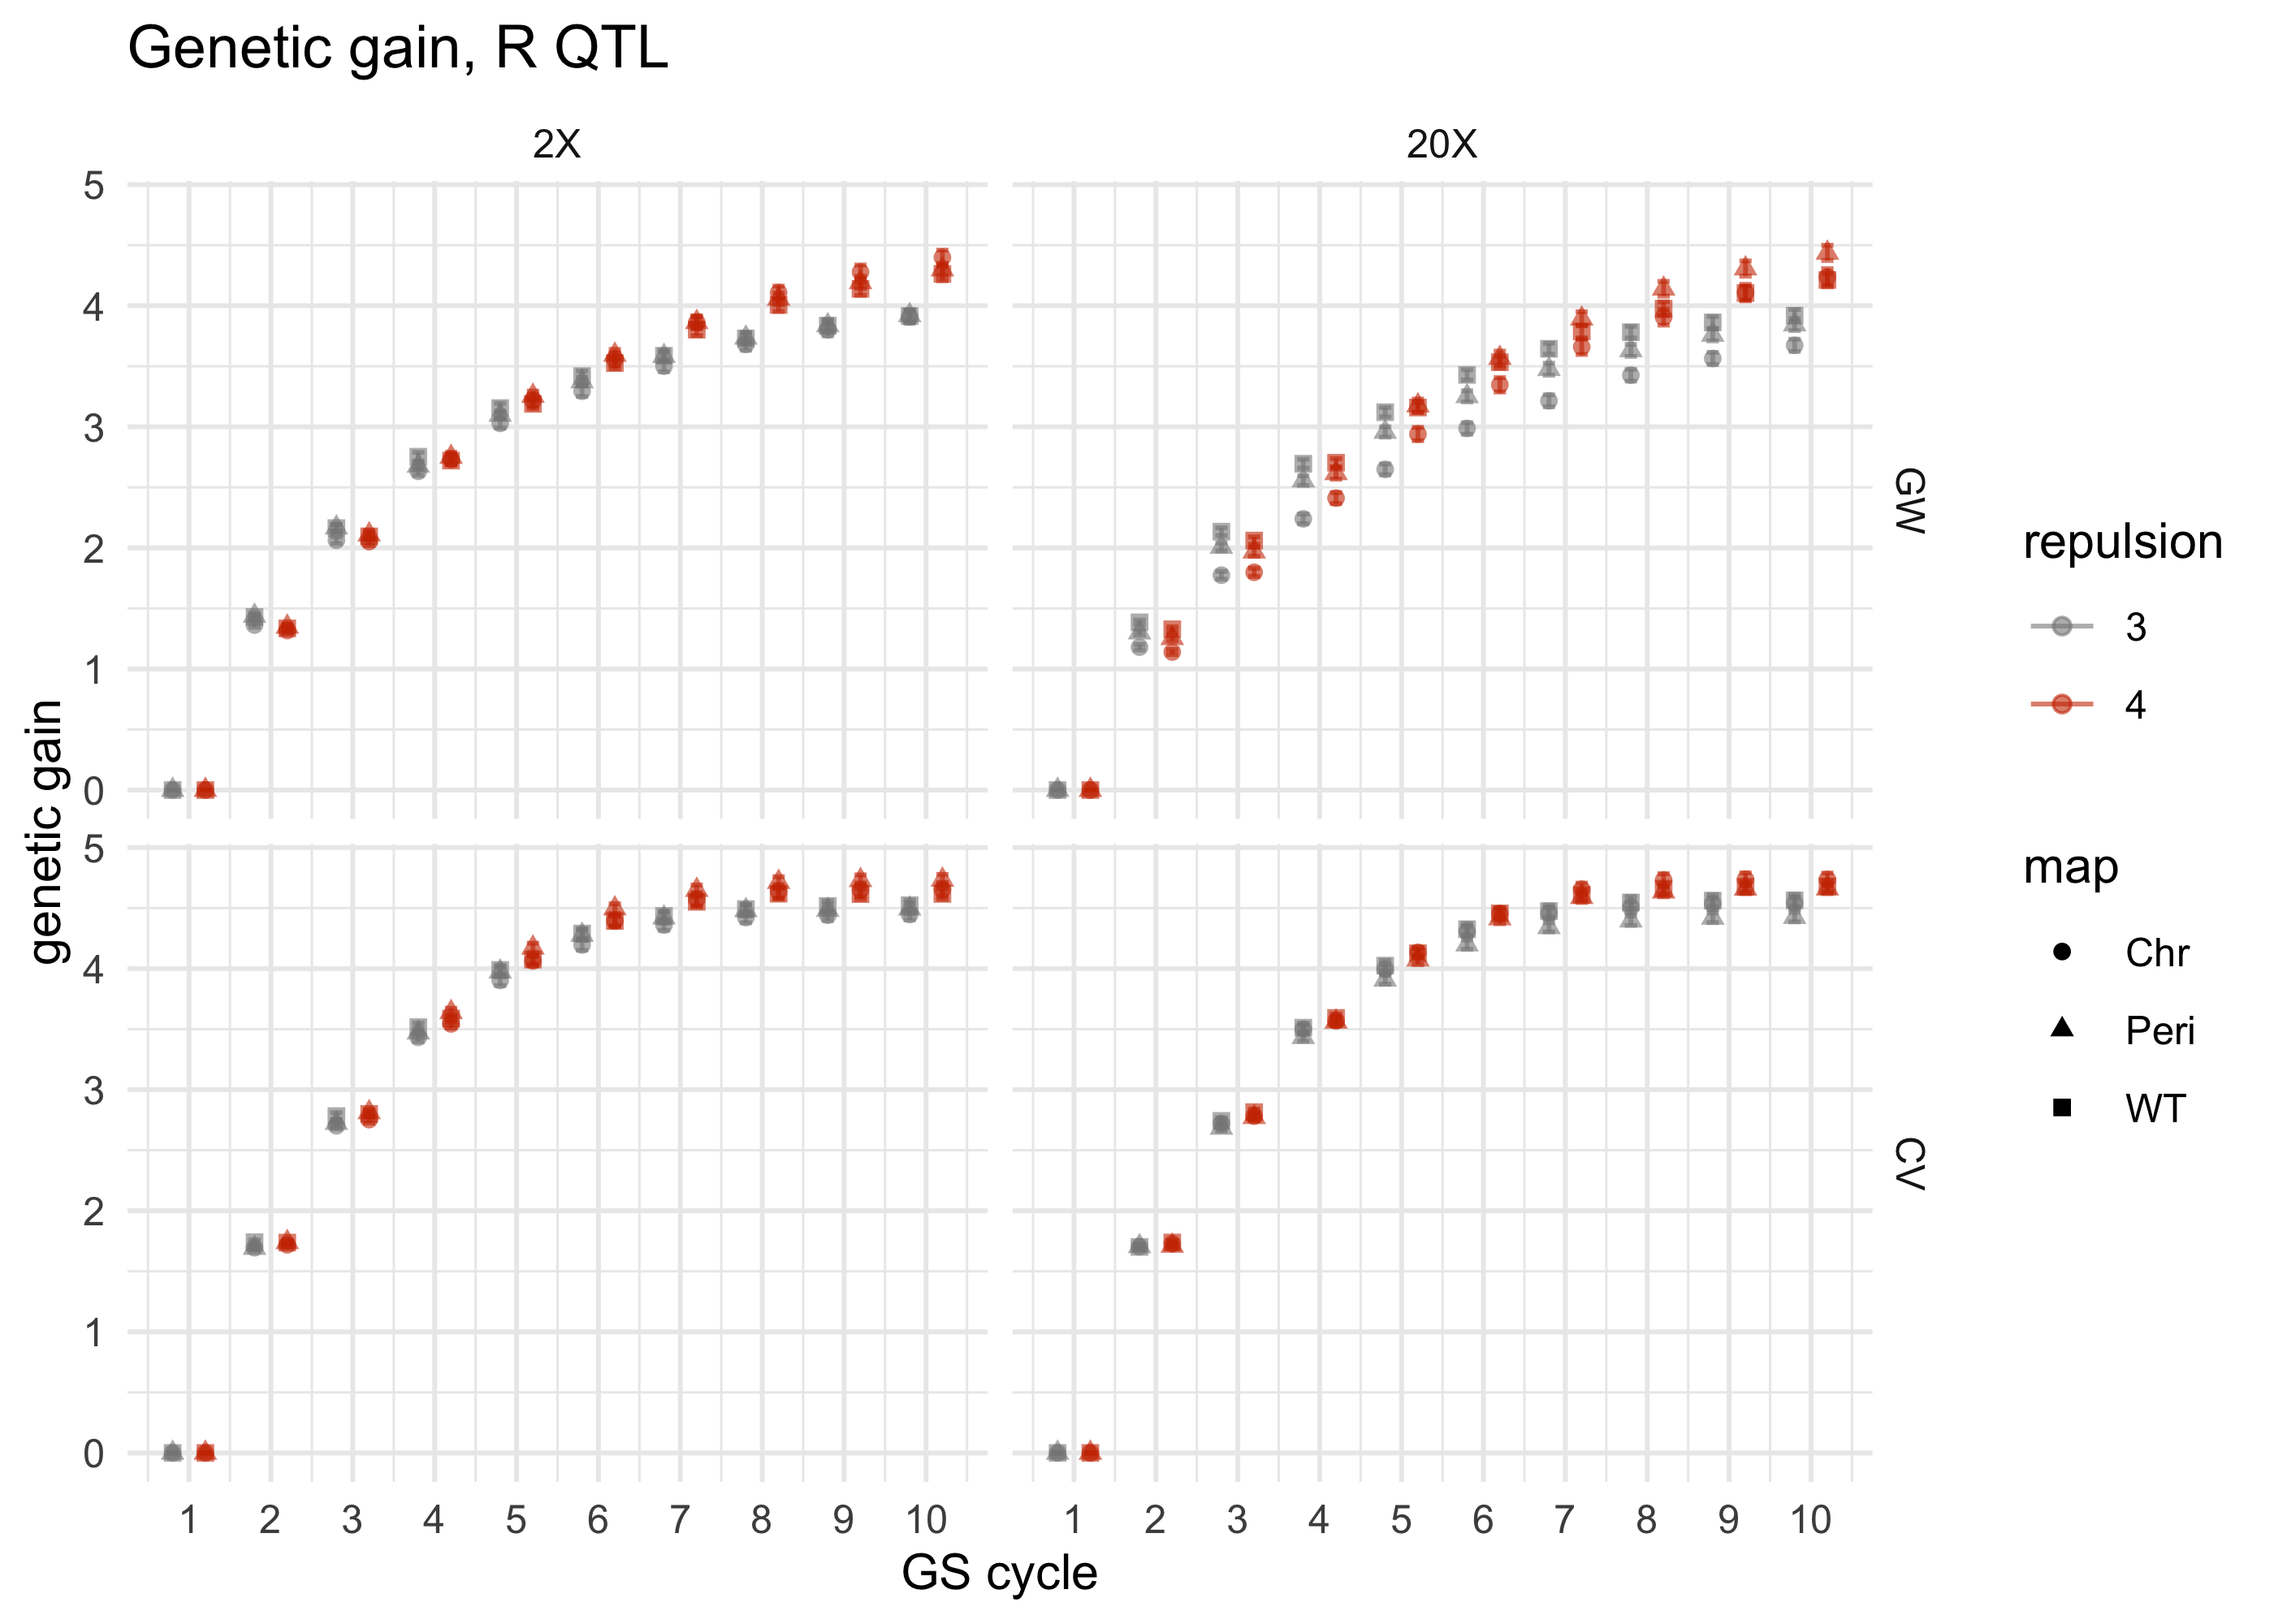 Genetic gain, R QTL
2X
20X
5
4
3
2
1
0
GW
5
4
3
2
1
0
CV
genetic gain
1 2 3 4 5 6 7 8 9 10
1 2 3 4 5 6 7 8 9 10
GS cycle
repulsion
3
4
map
Chr
Peri
WT